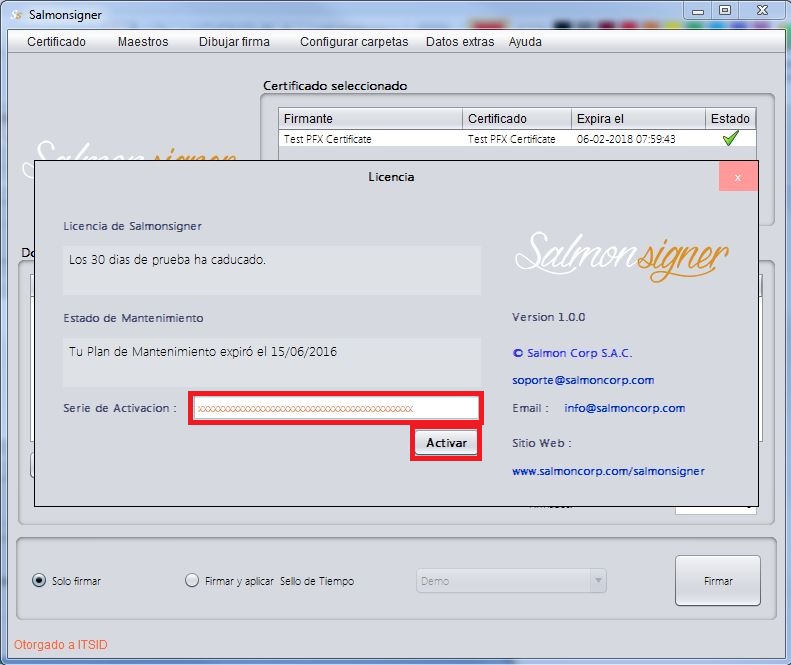 Salmonsigner
Certificado Maestros Dibujar firma Configurar carpetas Datos extras Ayuda
Certificado seleccionado
Firmante Certificado Expira el Estado
Test PFX Certificate Test PFX Certificate 06-02-2018 07:59:43
Salmonsigner
Licencia
x
Licencia de Salmonsigner
Los 30 dias de prueba ha caducado.
Estado de Mantenimiento
Tu Plan de Mantenimiento expiró el 15/06/2016
Serie de Activacion :
Activar
Salmonsigner
Version 1.0.0
© Salmon Corp S.A.C.
soporte@salmoncorp.com
Email : info@salmoncorp.com
Sitio Web :
www.salmoncorp.com/salmonsigner
Solo firmar Firmar y aplicar Sello de Tiempo Demo Firmar
Otorgado a ITSID